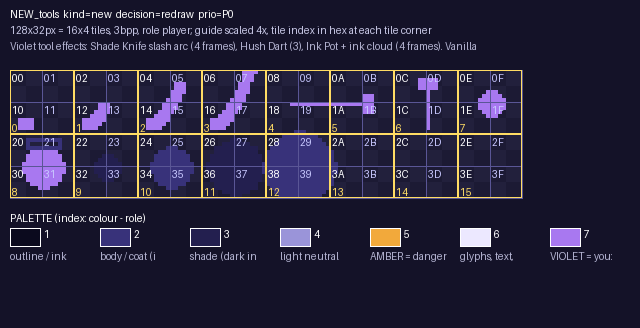 NEW_tools kind=new decision=redraw prio=P0
128x32px = 16x4 tiles, 3bpp, role player; guide scaled 4x, tile index in hex at each tile corner
Violet tool effects: Shade Knife slash arc (4 frames), Hush Dart (3), Ink Pot + ink cloud (4 frames). Vanilla
00 01 02 03 04 05 06 07 08 09 0A 0B 0C 0D 0E 0F
10 11 12 13 14 15 16 17 18 19 1A 1B 1C 1D 1E 1F
0 1 2 3 4 5 6 7
20 21 22 23 24 25 26 27 28 29 2A 2B 2C 2D 2E 2F
30 31 32 33 34 35 36 37 38 39 3A 3B 3C 3D 3E 3F
8 9 10 11 12 13 14 15
PALETTE (index: colour - role)
1 2 3 4 5 6 7
outline / ink body / coat (i shade (dark in light neutral AMBER = danger glyphs, text, VIOLET = you: